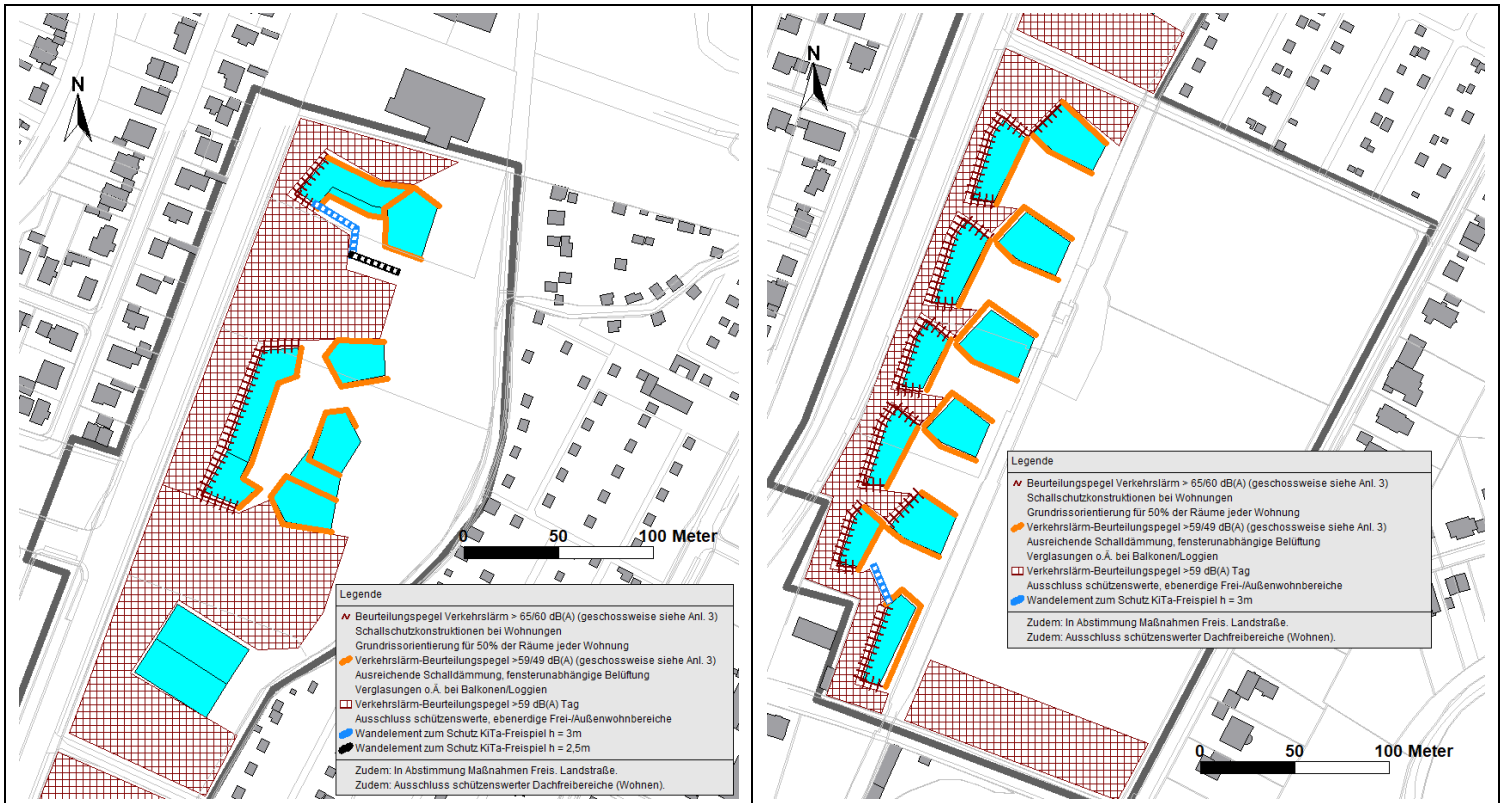 N
0 50 100 Meter
Legende
Beurteilungspegel Verkehrslärm > 65/60 dB(A) (geschossweise siehe Anl. 3)
Schallschutzkonstruktionen bei Wohnungen
Grundrissorientierung für 50% der Räume jeder Wohnung
Verkehrslärm-Beurteilungspegel >59/49 dB(A) (geschossweise siehe Anl. 3)
Ausreichende Schalldämmung, fensterunabhängige Belüftung
Verglasungen o.Ä. bei Balkonen/Loggien
Verkehrslärm-Beurteilungspegel >59 dB(A) Tag
Ausschluss schützenswerte, ebenerdige Frei-/Außenwohnbereiche
Wandelement zum Schutz KiTa-Freispiel h = 3m
Wandelement zum Schutz KiTa-Freispiel h = 2,5m
Zudem: In Abstimmung Maßnahmen Freis. Landstraße.
Zudem: Ausschluss schützenswerter Dachfreibereiche (Wohnen).
N
Legende
Beurteilungspegel Verkehrslärm > 65/60 dB(A) (geschossweise siehe Anl. 3)
Schallschutzkonstruktionen bei Wohnungen
Grundrissorientierung für 50% der Räume jeder Wohnung
Verkehrslärm-Beurteilungspegel >59/49 dB(A) (geschossweise siehe Anl. 3)
Ausreichende Schalldämmung, fensterunabhängige Belüftung
Verglasungen o.Ä. bei Balkonen/Loggien
Verkehrslärm-Beurteilungspegel >59 dB(A) Tag
Ausschluss schützenswerte, ebenerdige Frei-/Außenwohnbereiche
Wandelement zum Schutz KiTa-Freispiel h = 3m
Zudem: In Abstimmung Maßnahmen Freis. Landstraße.
Zudem: Ausschluss schützenswerter Dachfreibereiche (Wohnen).
0 50 100 Meter